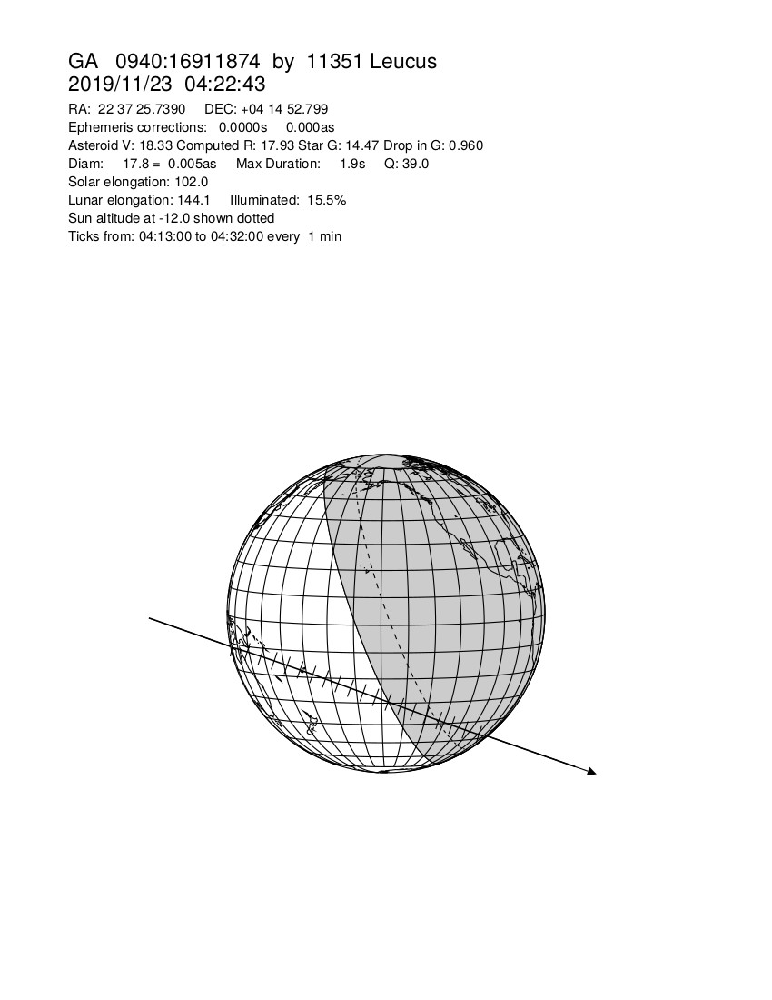 GA 0940:16911874 by 11351 Leucus
2019/11/23 04:22:43
RA: 22 37 25.7390 DEC: +04 14 52.799
Ephemeris corrections: 0.0000s 0.000as
Asteroid V: 18.33 Computed R: 17.93 Star G: 14.47 Drop in G: 0.960
Diam: 17.8 = 0.005as Max Duration: 1.9s Q: 39.0
Solar elongation: 102.0
Lunar elongation: 144.1 Illuminated: 15.5%
Sun altitude at -12.0 shown dotted
Ticks from: 04:13:00 to 04:32:00 every 1 min